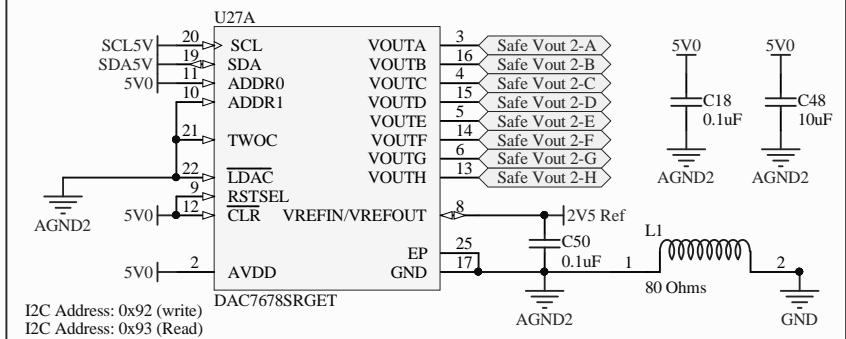 U27A
SCL5V 20 SCL VOUTA 3 Safe Vout 2-A
SDA5V 19 SDA VOUTB 16 Safe Vout 2-B
5V0 11 ADDR0 VOUTC 4 Safe Vout 2-C
10 ADDR1 VOUTD 15 Safe Vout 2-D
VOUTE 5 Safe Vout 2-E
21 TWOC VOUTF 14 Safe Vout 2-F
VOUTG 6 Safe Vout 2-G
22 LDAC VOUTH 13 Safe Vout 2-H
AGND2
9 RSTSEL
5V0 12 CLR VREFIN/VREFOUT 8 2V5 Ref
EP 25
5V0 2 AVDD GND 17
DAC7678SRGET
I2C Address: 0x92 (write)
I2C Address: 0x93 (Read)
5V0
C18
0.1uF
AGND2
5V0
C48
10uF
AGND2
C50
0.1uF
AGND2
L1
1 2
80 Ohms
GND